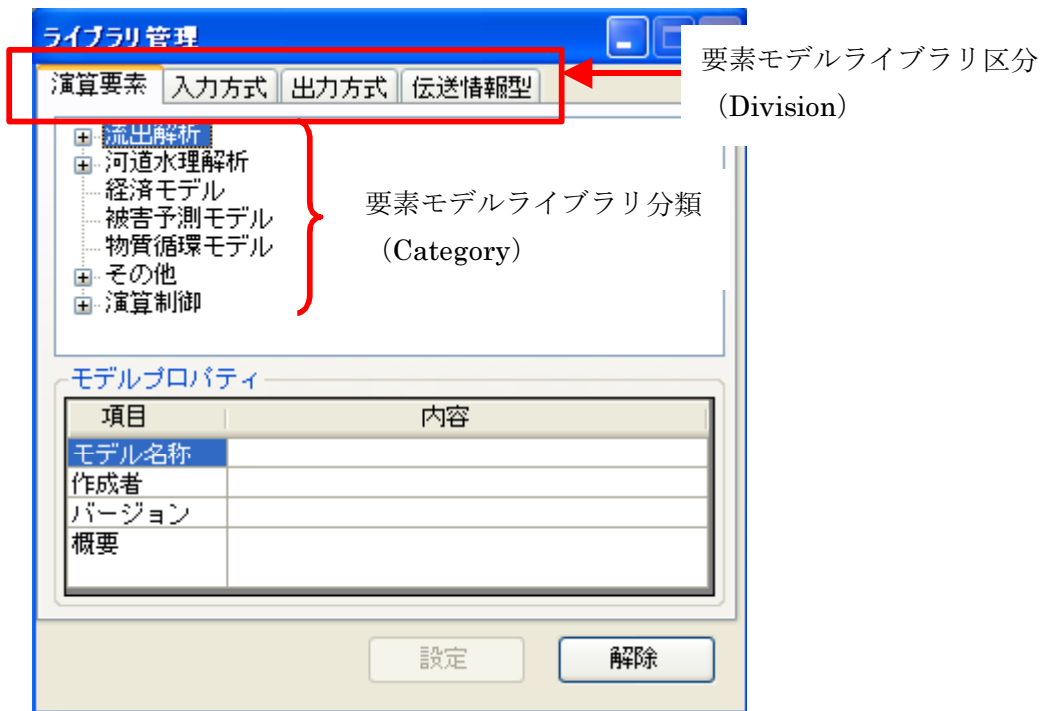 ライブラリ管理
要素モデルライブラリ区分
（Division）
演算要素 入力方式 出力方式 伝送情報型
流出解析
河道水理解析
経済モデル
被害予測モデル
物質循環モデル
その他
演算制御
要素モデルライブラリ分類
（Category）
モデルプロパティ
項目 内容
モデル名称
作成者
バージョン
概要
設定 解除